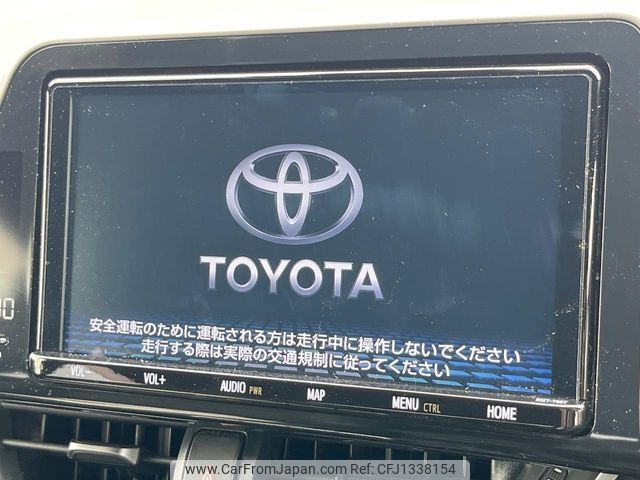 TOYOTA
安全運転のために運転される方は走行中に操作しないでください
走行する際は実際の交通規制に従ってください
VOL- VOL+ AUDIO PWR MAP MENU CTRL HOME
www.CarFromJapan.com CFJ1338154